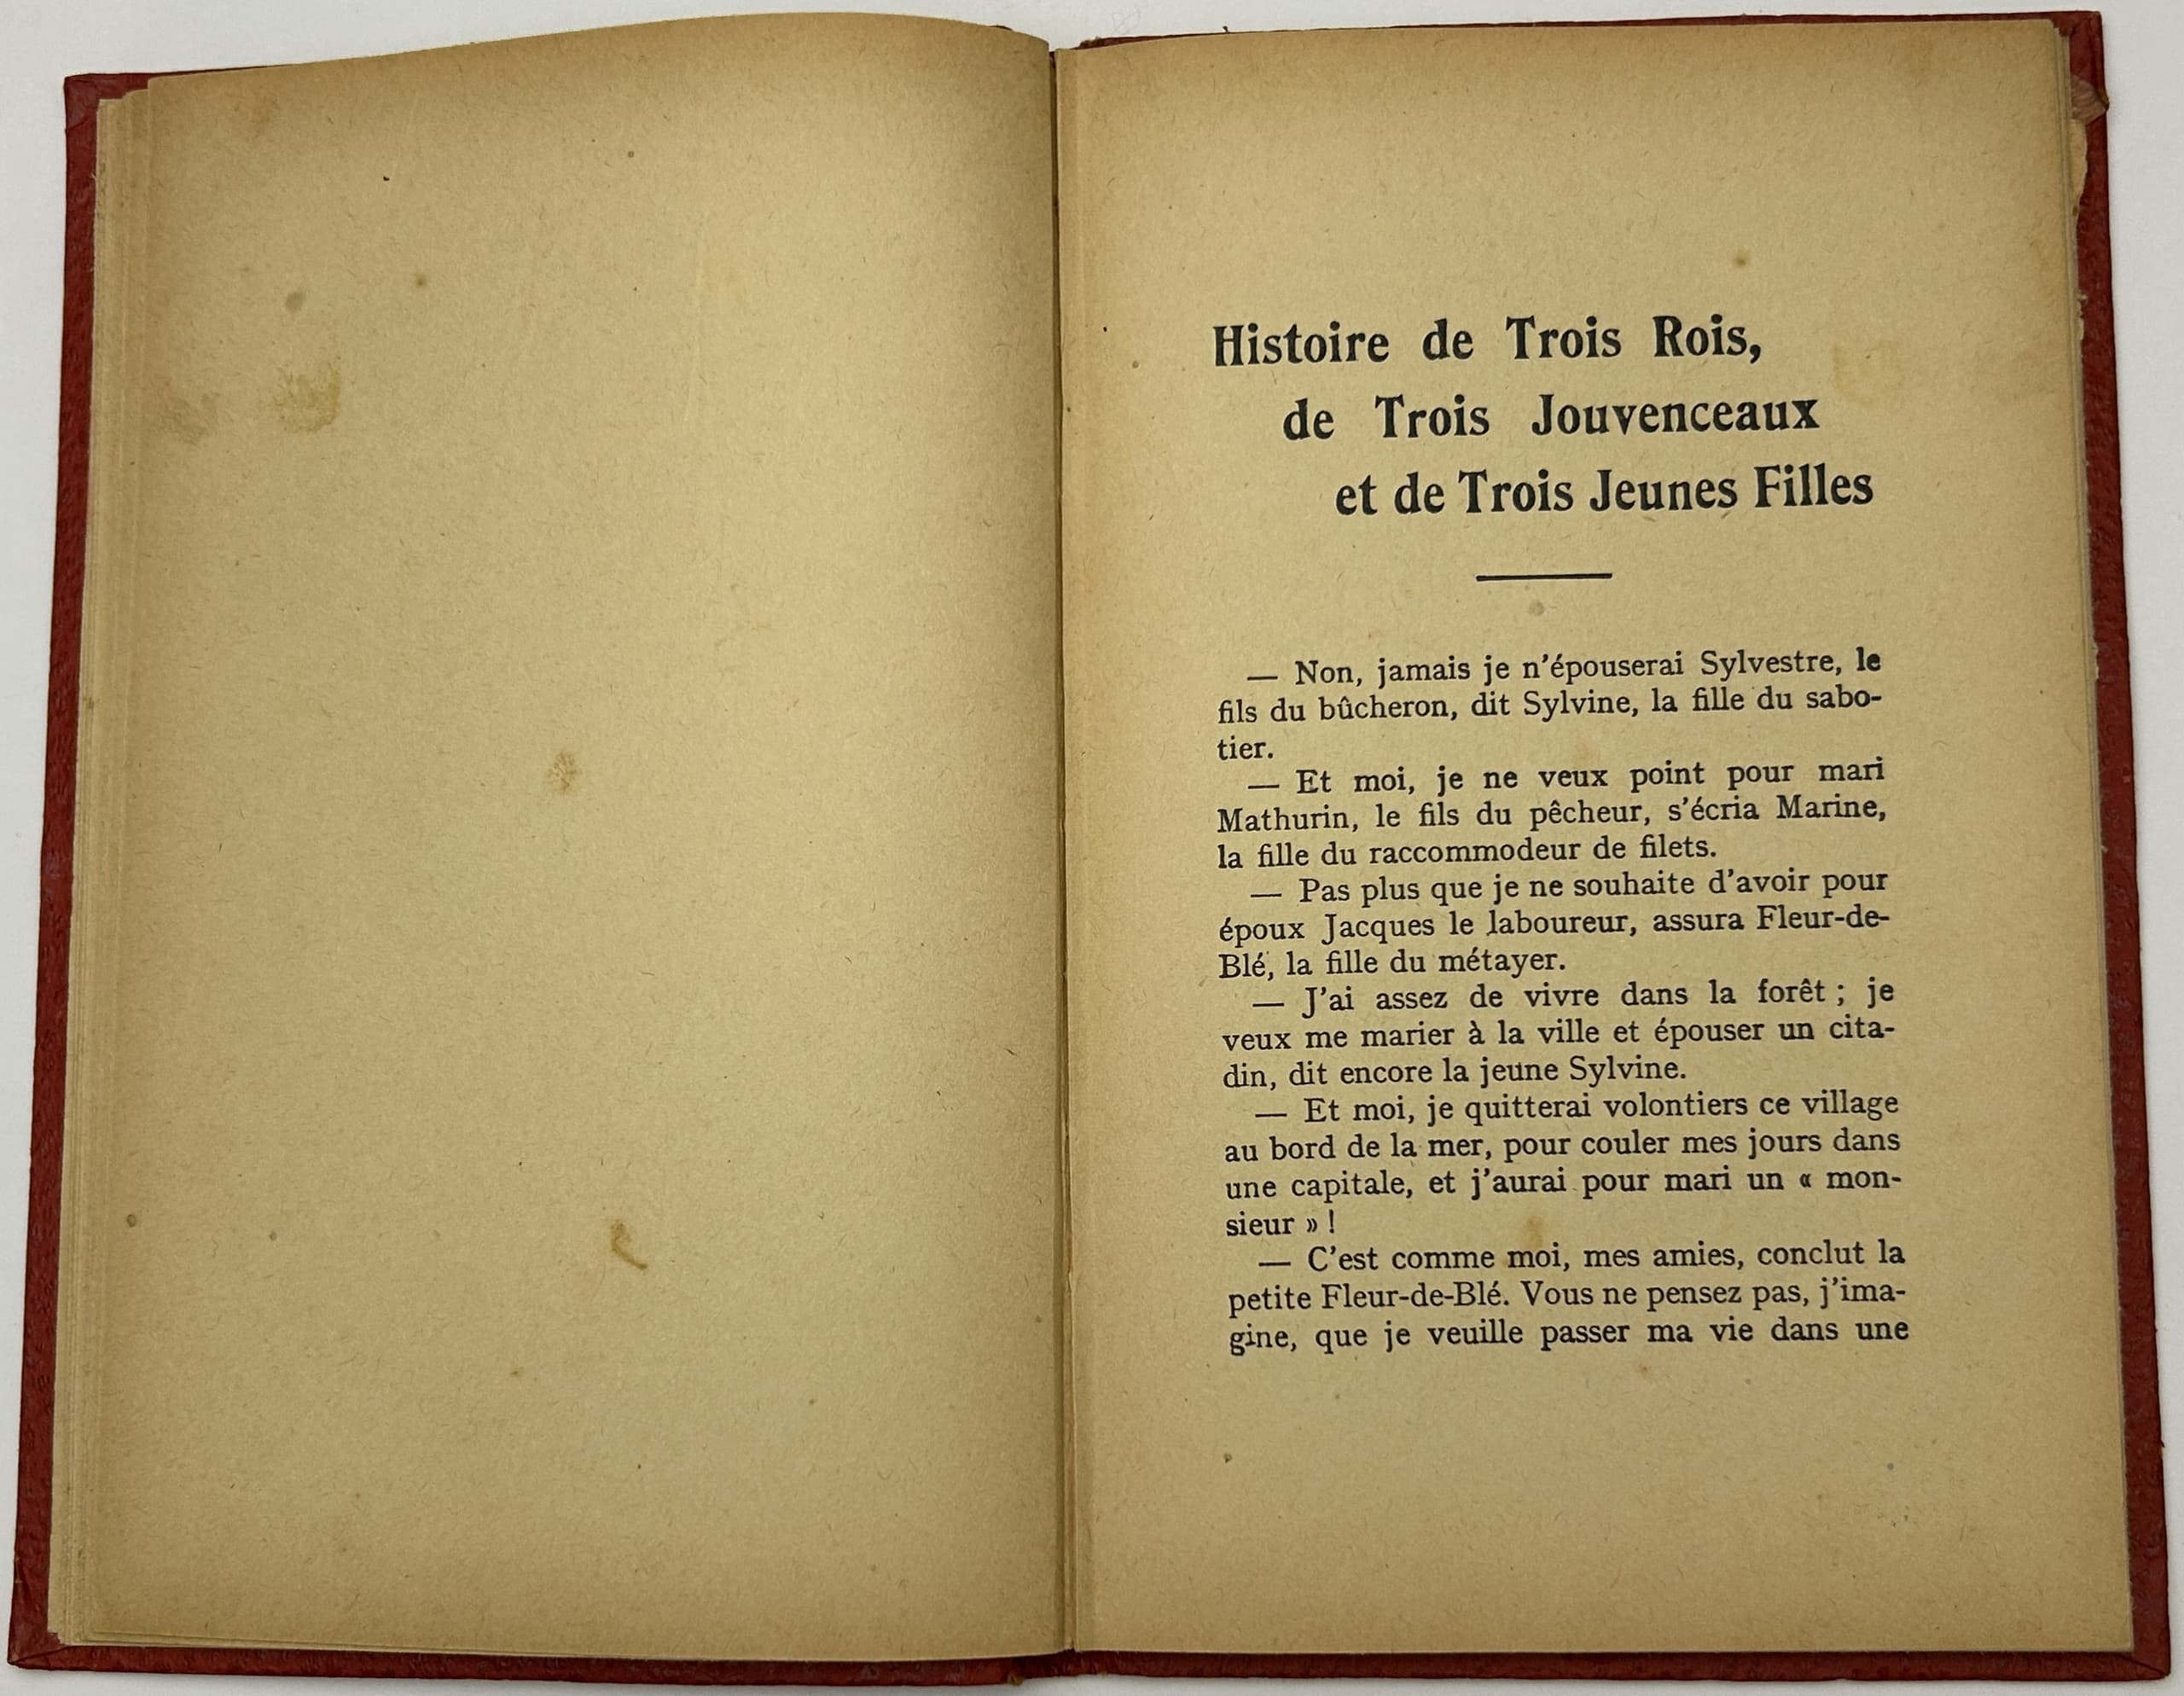 Histoire de Trois Rois,
de Trois Jouvenceaux
et de Trois Jeunes Filles
— Non, jamais je n'épouserai Sylvestre, le
fils du bûcheron, dit Sylvine, la fille du sabo-
tier.
— Et moi, je ne veux point pour mari
Mathurin, le fils du pêcheur, s'écria Marine,
la fille du raccommodeur de filets.
— Pas plus que je ne souhaite d'avoir pour
époux Jacques le laboureur, assura Fleur-de-
Blé, la fille du métayer.
— J'ai assez de vivre dans la forêt ; je
veux me marier à la ville et épouser un cita-
din, dit encore la jeune Sylvine.
— Et moi, je quitterai volontiers ce village
au bord de la mer, pour couler mes jours dans
une capitale, et j'aurai pour mari un « mon-
sieur » !
— C'est comme moi, mes amies, conclut la
petite Fleur-de-Blé. Vous ne pensez pas, j'ima-
gine, que je veuille passer ma vie dans une